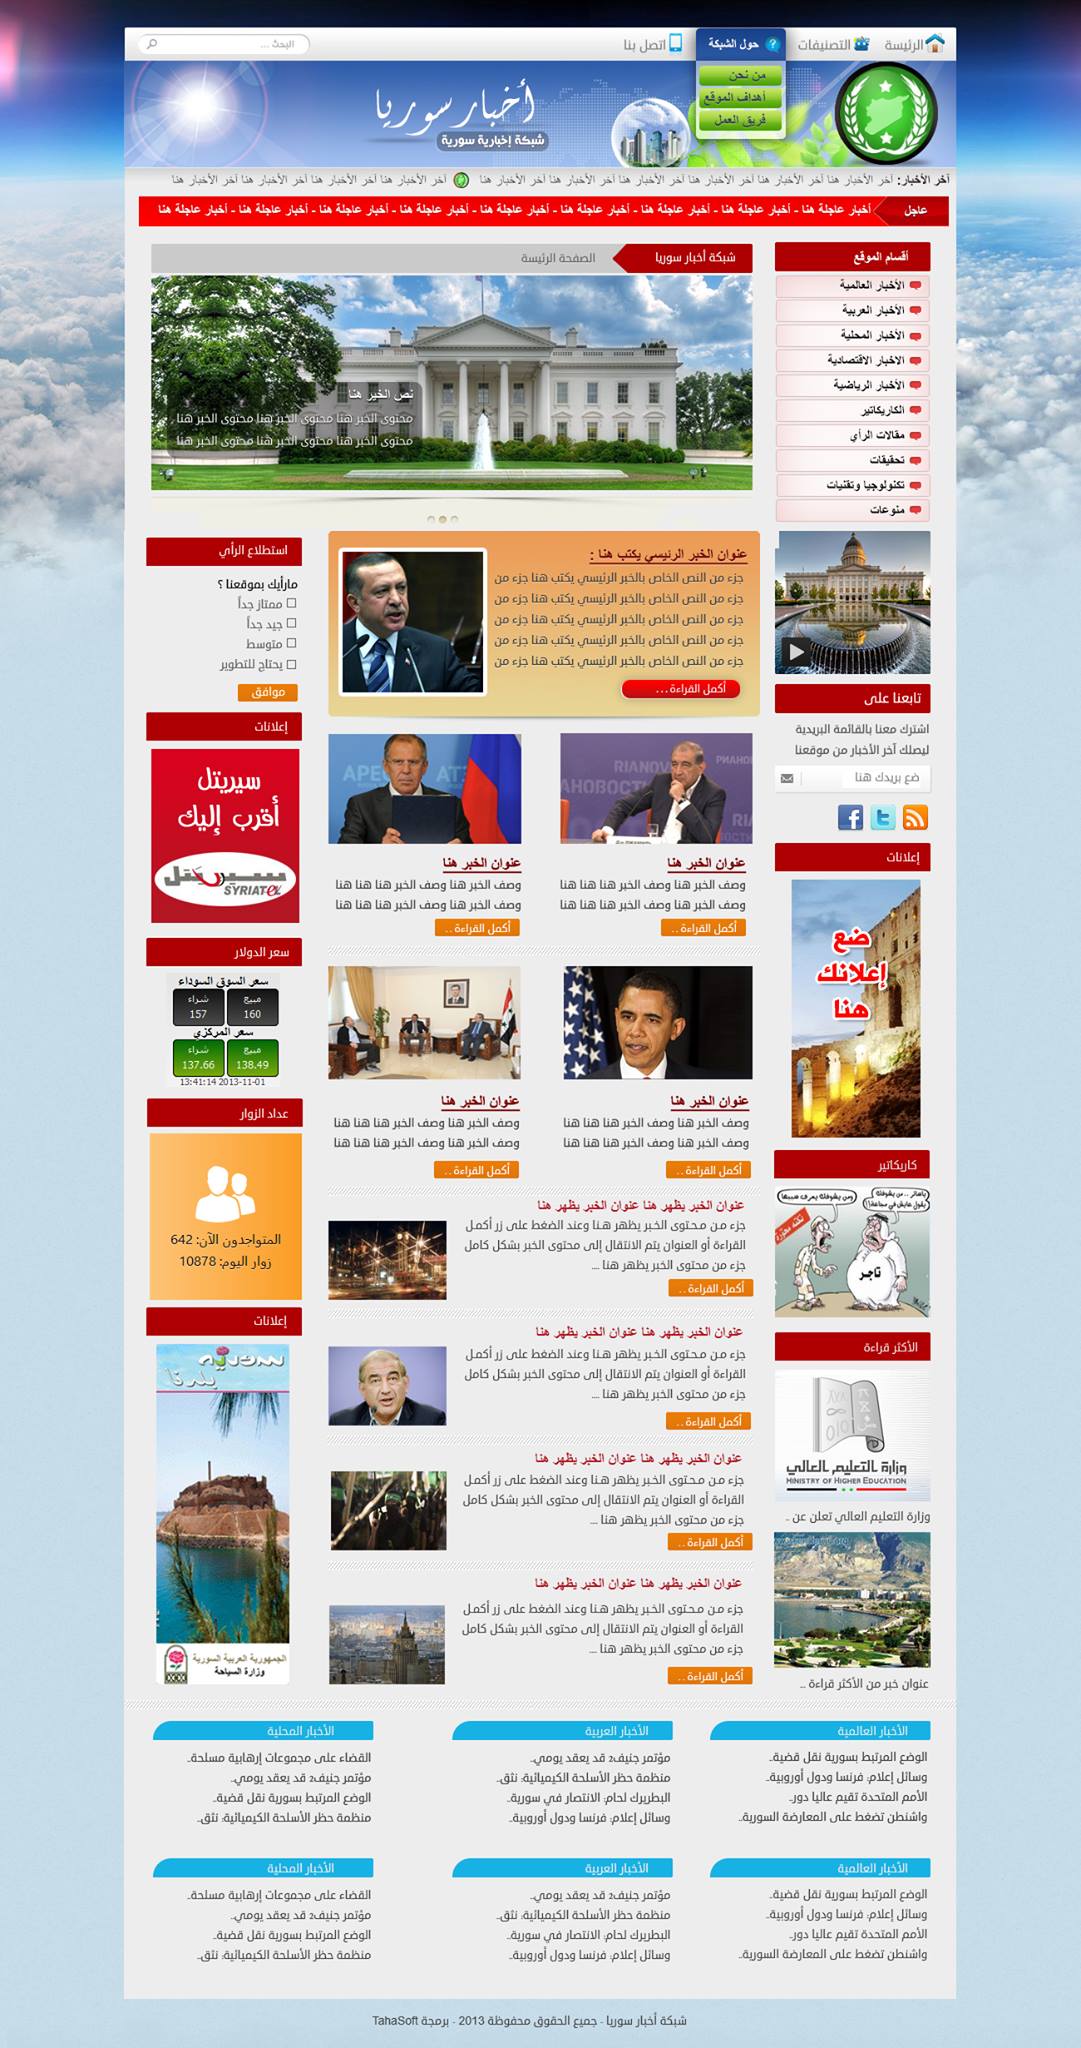 الرئيسة
التصنيفات
حول الشبكة
اتصل بنا
البحث ...
من نحن
أهداف الموقع
فريق العمل
أخبار سوريا
شبكة إخبارية سورية
آخر الأخبار: آخر الأخبار هنا آخر الأخبار هنا آخر الأخبار هنا آخر الأخبار هنا آخر الأخبار هنا آخر الأخبار هنا آخر الأخبار هنا آخر الأخبار هنا آخر الأخبار هنا آخر الأخبار هنا
عاجل
أخبار عاجلة هنا - أخبار عاجلة هنا - أخبار عاجلة هنا - أخبار عاجلة هنا - أخبار عاجلة هنا - أخبار عاجلة هنا - أخبار عاجلة هنا - أخبار عاجلة هنا - أخبار عاجلة هنا
أقسام الموقع
الأخبار العالمية
الأخبار العربية
الأخبار المحلية
الاخبار الاقتصادية
الأخبار الرياضية
الكاريكاتير
مقالات الرأي
تحقيقات
تكنولوجيا وتقنيات
منوعات
شبكة أخبار سوريا
الصفحة الرئيسة
نص الخبر هنا
محتوى الخبر هنا محتوى الخبر هنا محتوى الخبر هنا
محتوى الخبر هنا محتوى الخبر هنا محتوى الخبر هنا
تابعنا على
اشترك معنا بالقائمة البريدية
ليصلك آخر الأخبار من موقعنا
ضع بريدك هنا
إعلانات
ضع
إعلانك
هنا
كاريكاتير
تاجر
الأكثر قراءة
وزارة التعليم العالي
MINISTRY OF HIGHER EDUCATION
وزارة التعليم العالي تعلن عن ..
عنوان خبر من الأكثر قراءة ..
عنوان الخبر الرئيسي يكتب هنا :
جزء من النص الخاص بالخبر الرئيسي يكتب هنا جزء من
جزء من النص الخاص بالخبر الرئيسي يكتب هنا جزء من
جزء من النص الخاص بالخبر الرئيسي يكتب هنا جزء من
جزء من النص الخاص بالخبر الرئيسي يكتب هنا جزء من
جزء من النص الخاص بالخبر الرئيسي يكتب هنا جزء من
أكمل القراءة ...
RIANOV
РИАНО
НОВОСТ
RIA
ВОСТИ
عنوان الخبر هنا
وصف الخبر هنا وصف الخبر هنا هنا هنا
وصف الخبر هنا وصف الخبر هنا هنا هنا
أكمل القراءة ..
APEC
АТЭ
عنوان الخبر هنا
وصف الخبر هنا وصف الخبر هنا هنا هنا
وصف الخبر هنا وصف الخبر هنا هنا هنا
أكمل القراءة ..
عنوان الخبر هنا
وصف الخبر هنا وصف الخبر هنا هنا هنا
وصف الخبر هنا وصف الخبر هنا هنا هنا
أكمل القراءة ..
عنوان الخبر هنا
وصف الخبر هنا وصف الخبر هنا هنا هنا
وصف الخبر هنا وصف الخبر هنا هنا هنا
أكمل القراءة ..
عنوان الخبر يظهر هنا عنوان الخبر يظهر هنا
جزء من محتوى الخبر يظهر هنا وعند الضغط على زر أكمل
القراءة أو العنوان يتم الانتقال إلى محتوى الخبر بشكل كامل
جزء من محتوى الخبر يظهر هنا ....
أكمل القراءة ..
عنوان الخبر يظهر هنا عنوان الخبر يظهر هنا
جزء من محتوى الخبر يظهر هنا وعند الضغط على زر أكمل
القراءة أو العنوان يتم الانتقال إلى محتوى الخبر بشكل كامل
جزء من محتوى الخبر يظهر هنا ....
أكمل القراءة ..
عنوان الخبر يظهر هنا عنوان الخبر يظهر هنا
جزء من محتوى الخبر يظهر هنا وعند الضغط على زر أكمل
القراءة أو العنوان يتم الانتقال إلى محتوى الخبر بشكل كامل
جزء من محتوى الخبر يظهر هنا ....
أكمل القراءة ..
عنوان الخبر يظهر هنا عنوان الخبر يظهر هنا
جزء من محتوى الخبر يظهر هنا وعند الضغط على زر أكمل
القراءة أو العنوان يتم الانتقال إلى محتوى الخبر بشكل كامل
جزء من محتوى الخبر يظهر هنا ....
أكمل القراءة ..
استطلاع الرأي
مارأيك بموقعنا ؟
ممتاز جداً
جيد جداً
متوسط
يحتاج للتطوير
موافق
إعلانات
سيريتل
أقرب إليك
سيريتل
SYRIATEL
سعر الدولار
سعر السوق السوداء
مبيع
شراء
160
157
سعر المركزي
مبيع
شراء
138.49
137.66
13:41:14 2013-11-01
عداد الزوار
المتواجدون الآن: 642
زوار اليوم: 10878
إعلانات
سورية
بلدنا
الجمهورية العربية السورية
وزارة السياحة
الأخبار العالمية
الوضع المرتبط بسورية نقل قضية..
وسائل إعلام: فرنسا ودول أوروبية..
الأمم المتحدة تقيم عاليا دور..
واشنطن تضغط على المعارضة السورية..
الأخبار العربية
مؤتمر جنيف2 قد يعقد يومي..
منظمة حظر الأسلحة الكيميائية: نثق..
البطريرك لحام: الانتصار في سورية..
وسائل إعلام: فرنسا ودول أوروبية..
الأخبار المحلية
القضاء على مجموعات إرهابية مسلحة..
مؤتمر جنيف2 قد يعقد يومي..
الوضع المرتبط بسورية نقل قضية..
منظمة حظر الأسلحة الكيميائية: نثق..
الأخبار العالمية
الوضع المرتبط بسورية نقل قضية..
وسائل إعلام: فرنسا ودول أوروبية..
الأمم المتحدة تقيم عاليا دور..
واشنطن تضغط على المعارضة السورية..
الأخبار العربية
مؤتمر جنيف2 قد يعقد يومي..
منظمة حظر الأسلحة الكيميائية: نثق..
البطريرك لحام: الانتصار في سورية..
وسائل إعلام: فرنسا ودول أوروبية..
الأخبار المحلية
القضاء على مجموعات إرهابية مسلحة..
مؤتمر جنيف2 قد يعقد يومي..
الوضع المرتبط بسورية نقل قضية..
منظمة حظر الأسلحة الكيميائية: نثق..
شبكة أخبار سوريا - جميع الحقوق محفوظة 2013 - برمجة TahaSoft